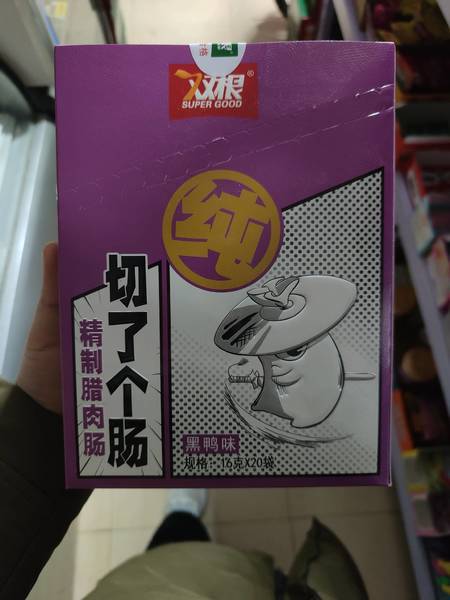 双根®
SUPER GOOD
纯
切了个肠
精制腊肉肠
黑鸭味
规格：16克X20袋